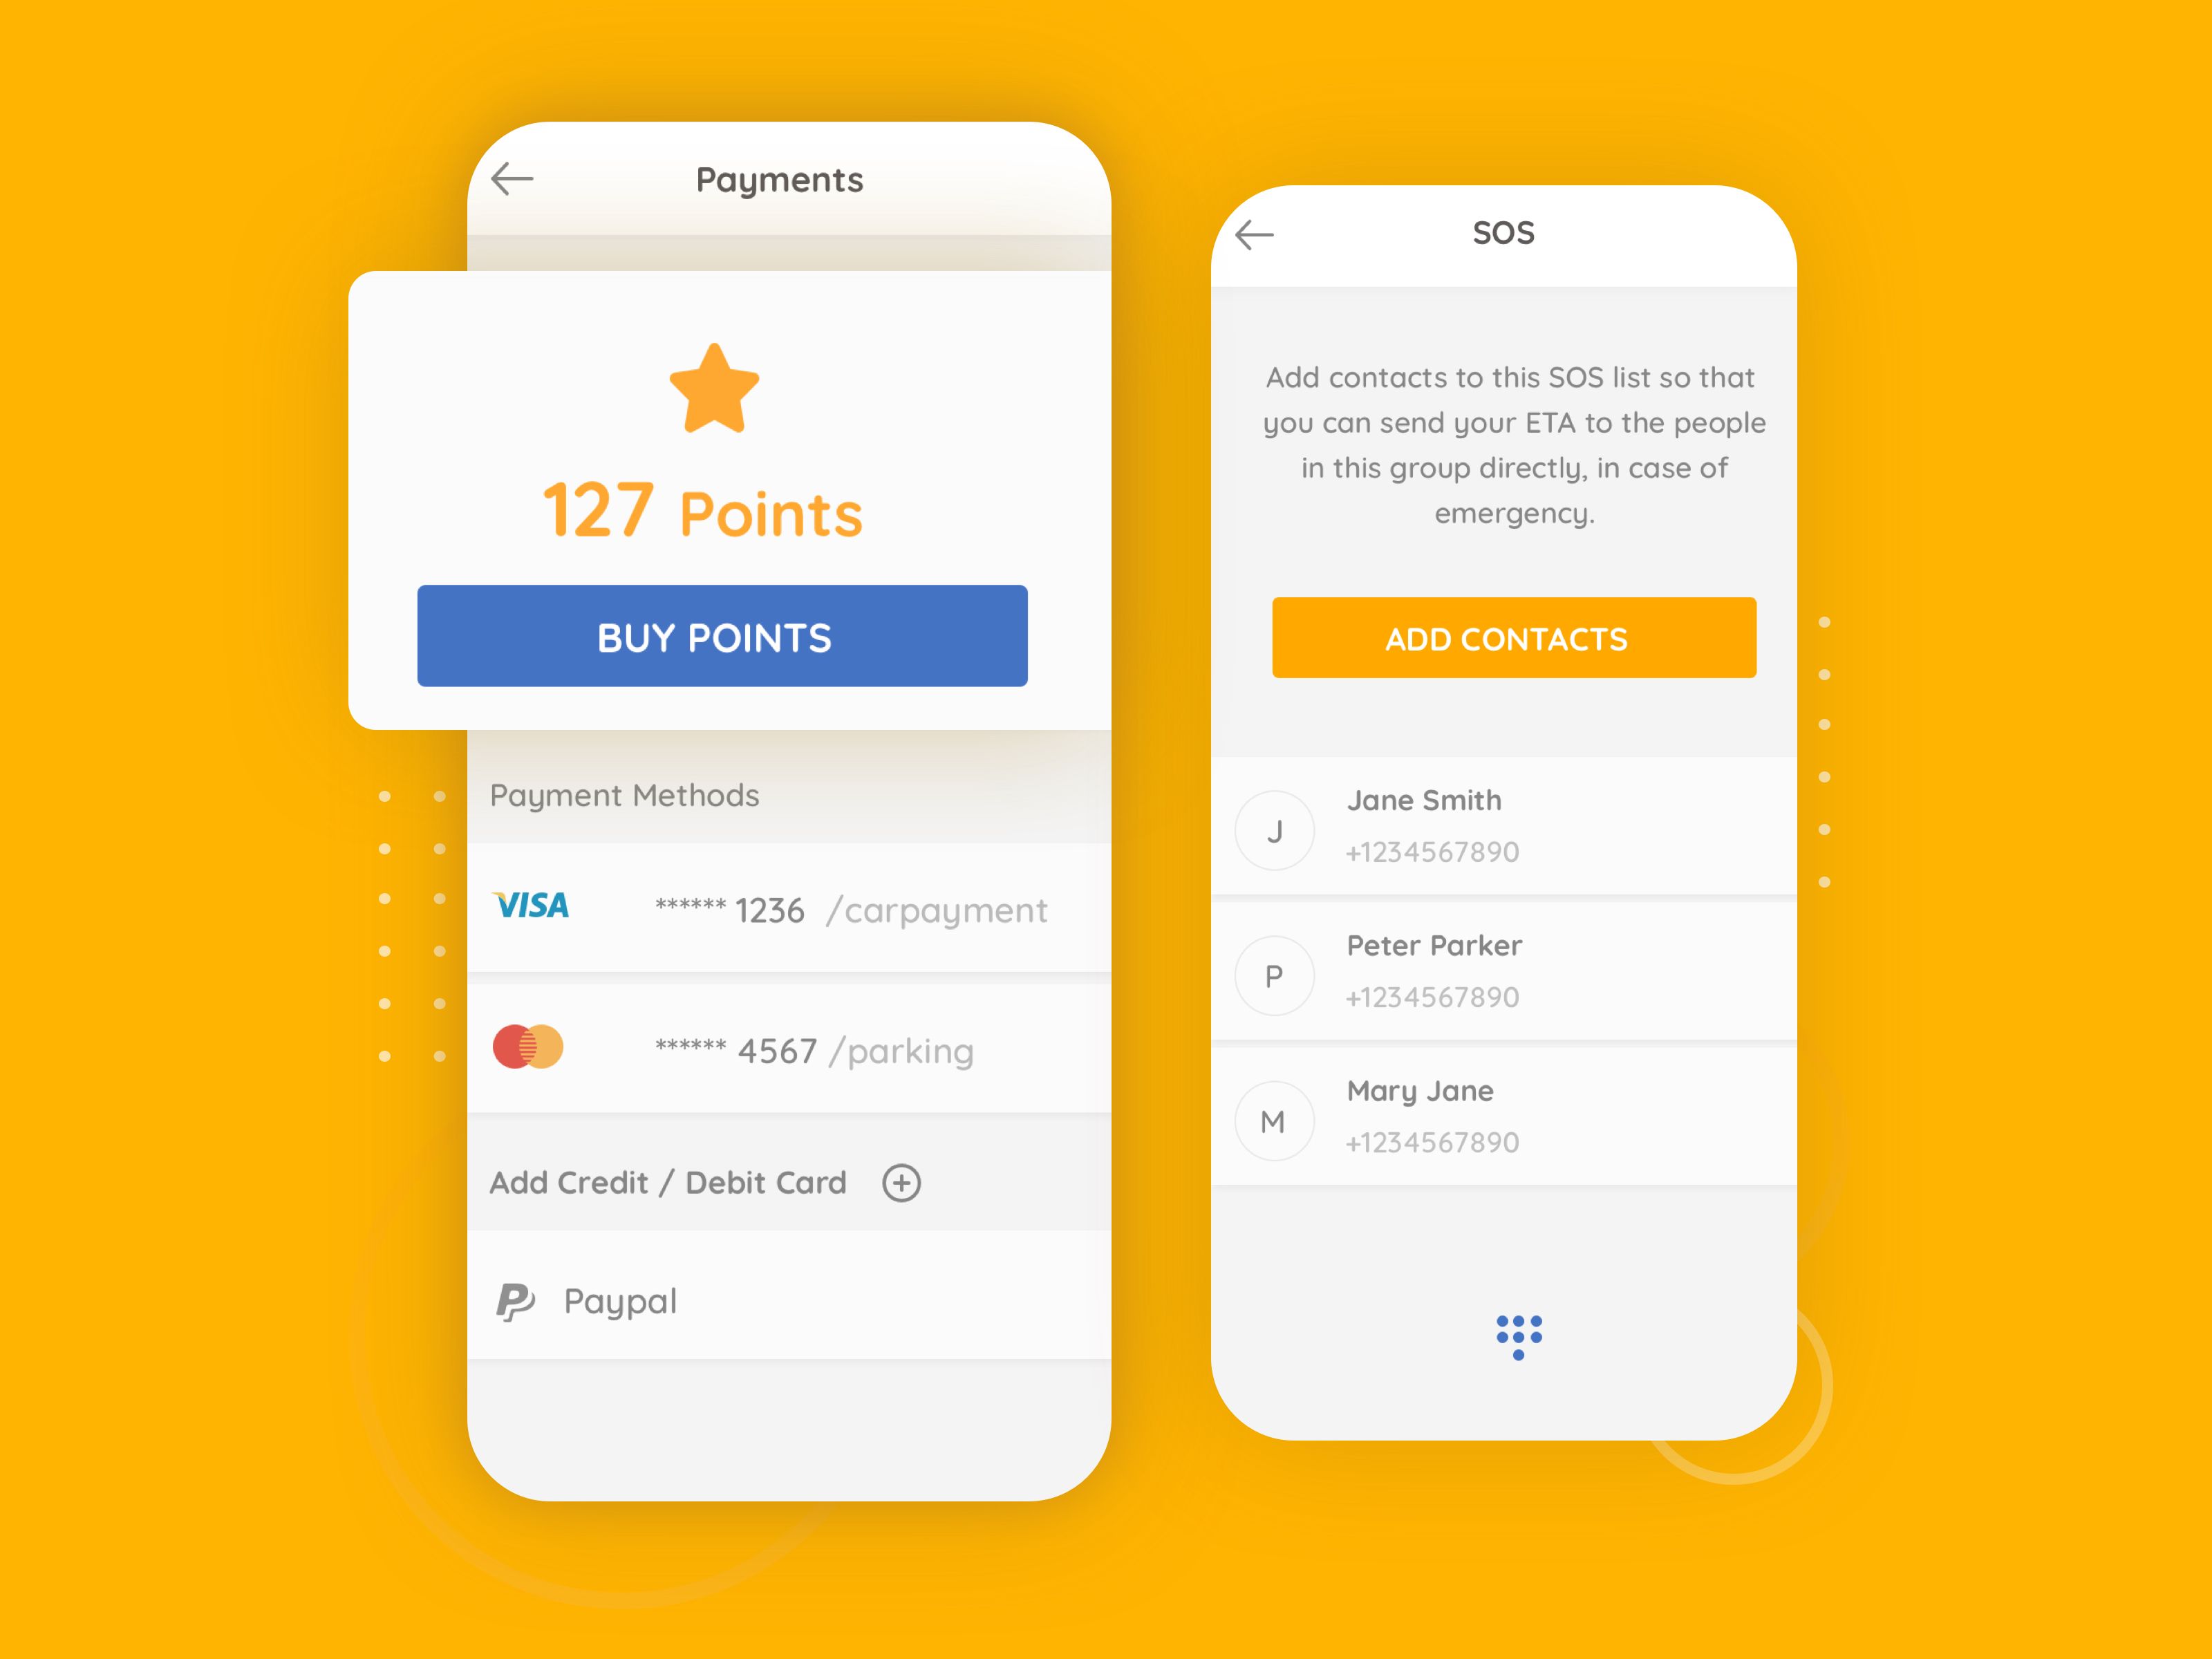 Payments
127 Points
BUY POINTS
Payment Methods
VISA ****** 1236 /carpayment
****** 4567 /parking
Add Credit / Debit Card
Paypal
SOS
Add contacts to this SOS list so that
you can send your ETA to the people
in this group directly, in case of
emergency.
ADD CONTACTS
J
Jane Smith
+1234567890
P
Peter Parker
+1234567890
M
Mary Jane
+1234567890